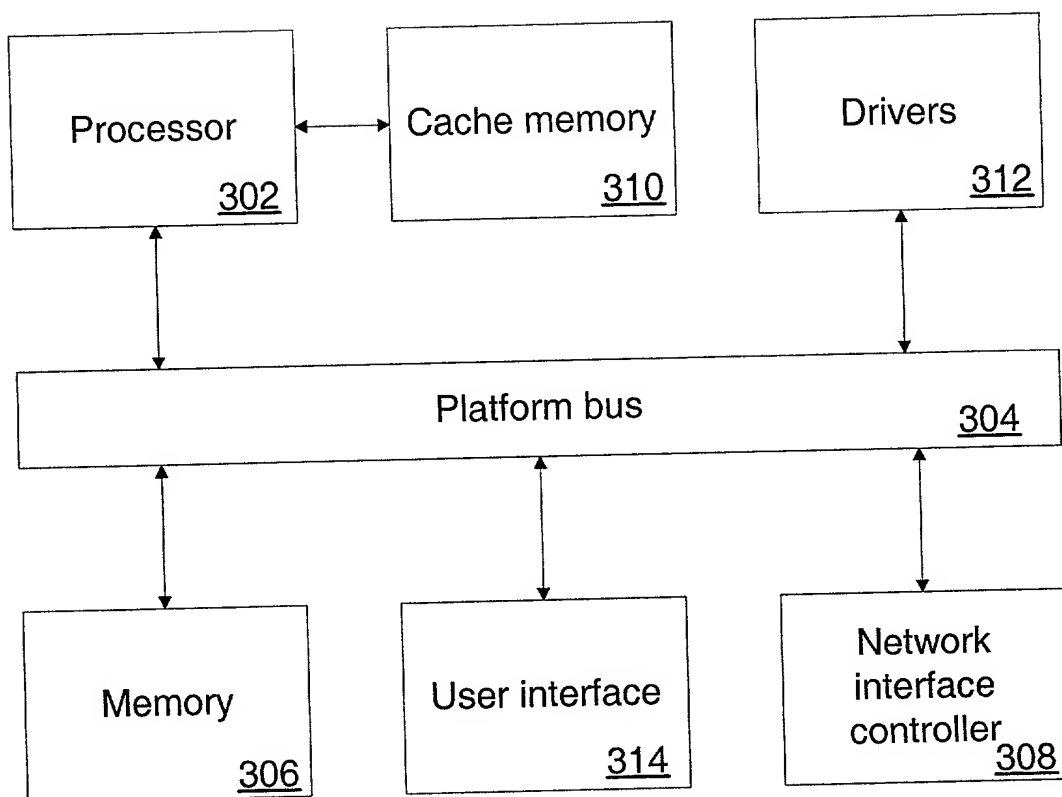 Processor
302
Cache memory
310
Drivers
312
Platform bus
304
Memory
306
User interface
314
Network
interface
controller
308